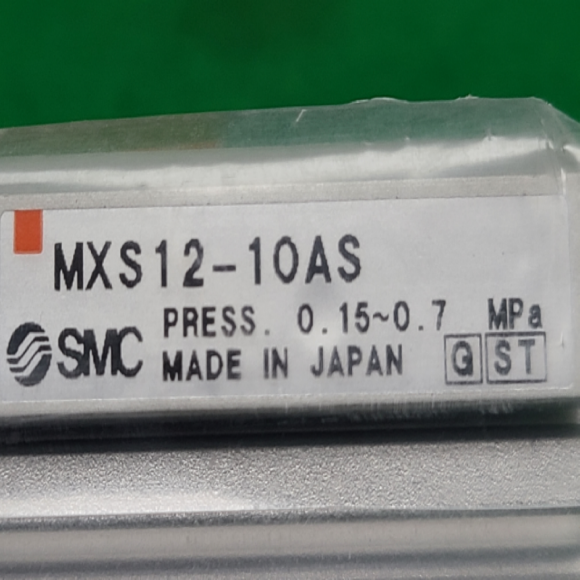 MXS12-10AS
PRESS. 0.15~0.7 MPa
SMC MADE IN JAPAN G ST